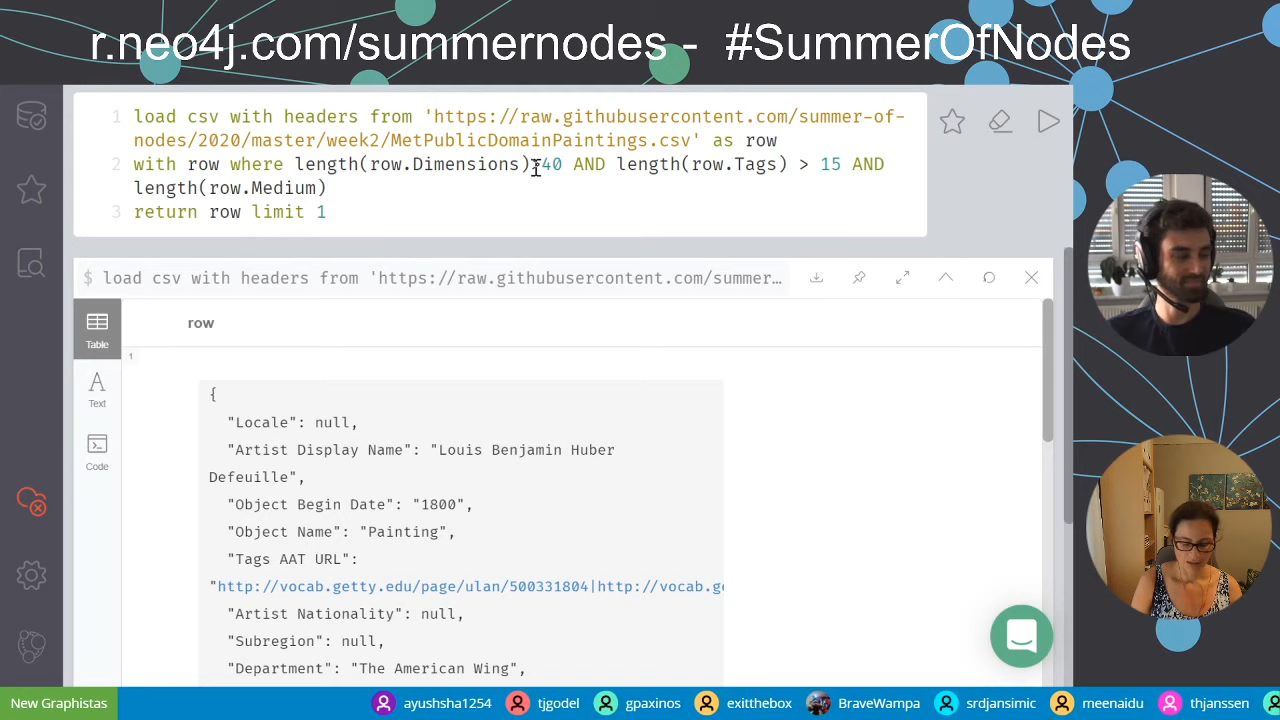 r.neo4j.com/summernodes - #SummerOfNodes
1 load csv with headers from 'https://raw.githubusercontent.com/summer-of-
nodes/2020/master/week2/MetPublicDomainPaintings.csv' as row
2 with row where length(row.Dimensions)>40 AND length(row.Tags) > 15 AND
length(row.Medium)
3 return row limit 1
$ load csv with headers from 'https://raw.githubusercontent.com/summer…
Table
row
1
A
Text
Code
{
"Locale": null,
"Artist Display Name": "Louis Benjamin Huber
Defeuille",
"Object Begin Date": "1800",
"Object Name": "Painting",
"Tags AAT URL":
"http://vocab.getty.edu/page/ulan/500331804|http://vocab.ge
"Artist Nationality": null,
"Subregion": null,
"Department": "The American Wing",
New Graphistas
ayushsha1254
tjgodel
gpaxinos
exitthebox
BraveWampa
srdjansimic
meenaidu
thjanssen